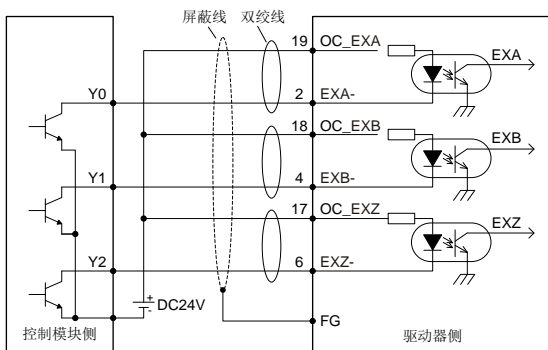 屏蔽线 双绞线
19 OC_EXA
EXA
Y0 2 EXA-
18 OC_EXB
EXB
Y1 4 EXB-
17 OC_EXZ
EXZ
Y2 6 EXZ-
+
DC24V
-
FG
控制模块侧 驱动器侧